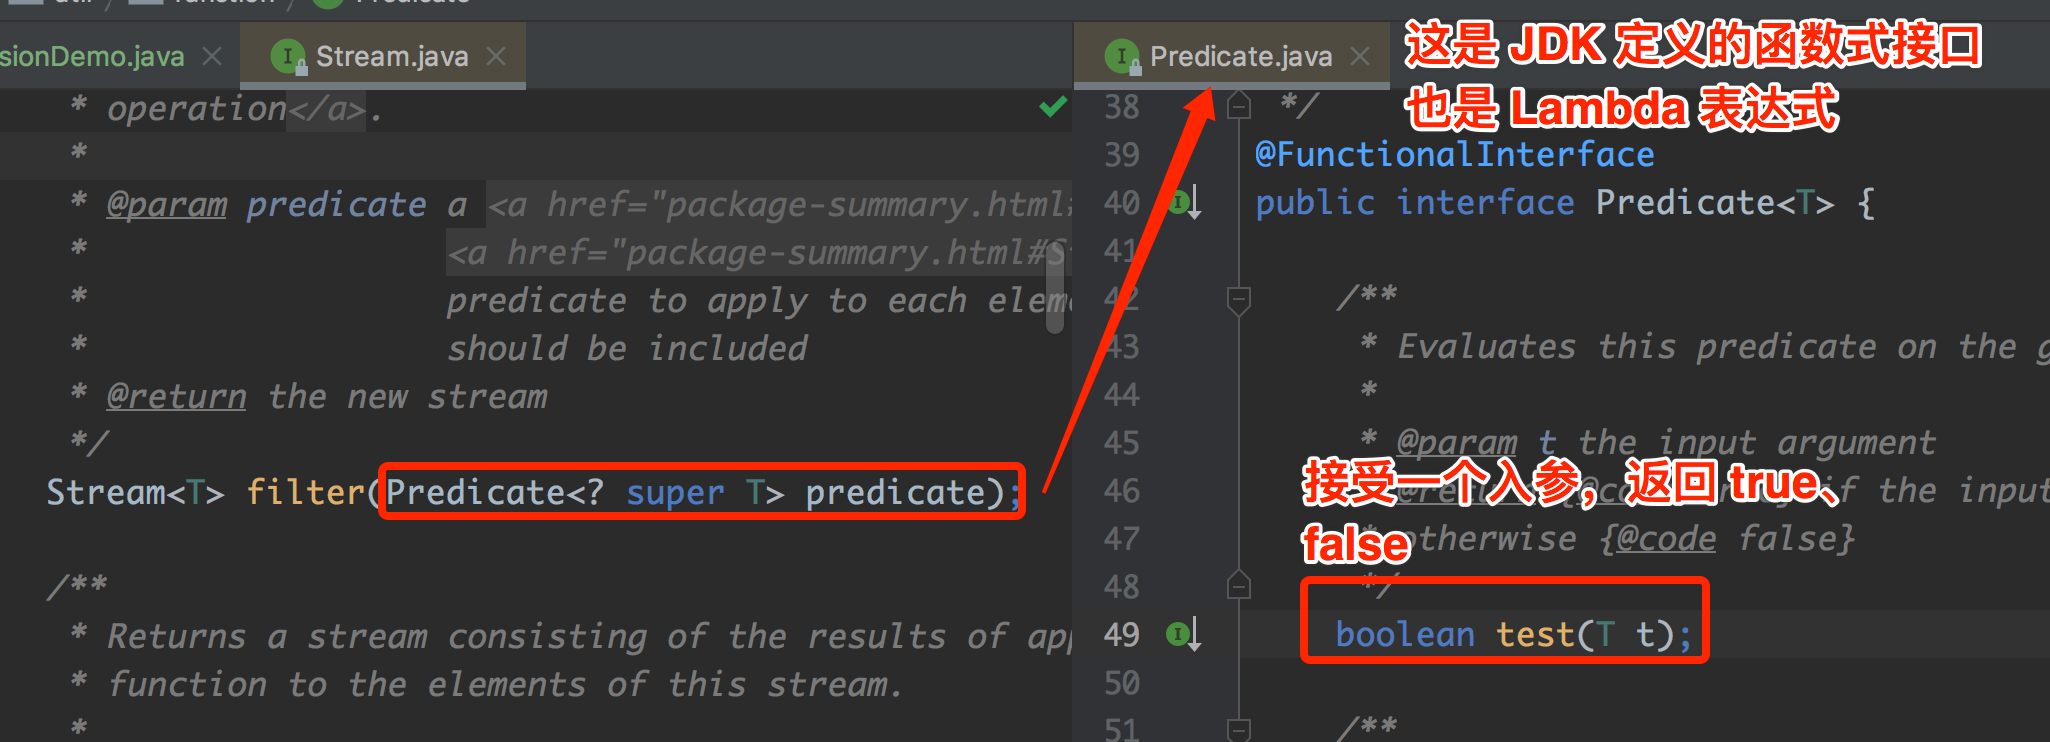 sionDemo.java
Stream.java
* operation</a>.
*
* @param predicate a <a href="package-summary.html
* <a href="package-summary.html#S
* predicate to apply to each elem
* should be included
* @return the new stream
*/
Stream<T> filter(Predicate<? super T> predicate);
/**
* Returns a stream consisting of the results of app
* function to the elements of this stream.
*
Predicate.java
这是 JDK 定义的函数式接口
也是 Lambda 表达式
38 */
39 @FunctionalInterface
40 public interface Predicate<T> {
41
42 /**
43 * Evaluates this predicate on the g
44 *
45 * @param t the input argument
接受一个入参，返回 true、
false
46 if the input
47 otherwise {@code false}
48 */
49 boolean test(T t);
50
51 /**